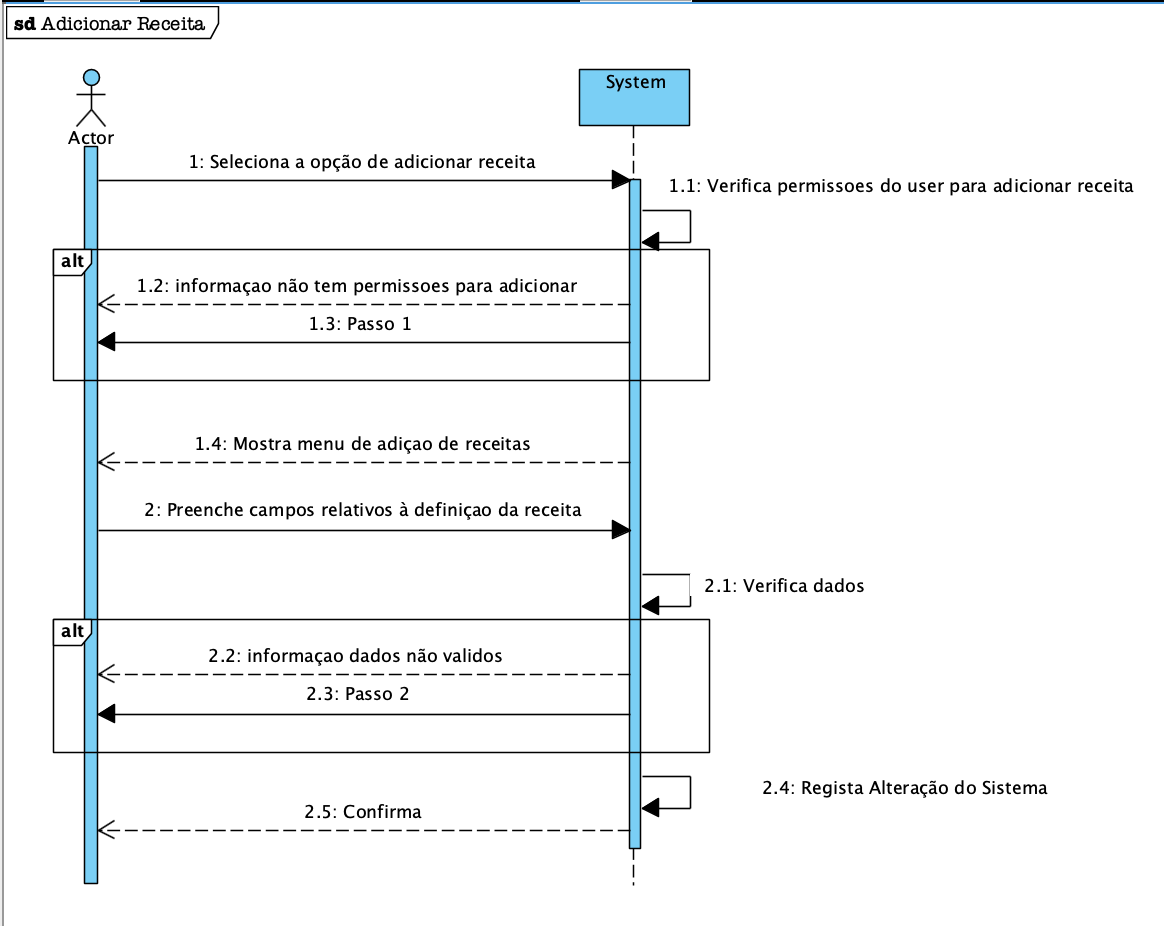 sd Adicionar Receita
System
Actor
1: Seleciona a opção de adicionar receita
1.1: Verifica permissoes do user para adicionar receita
alt
1.2: informaçao não tem permissoes para adicionar
1.3: Passo 1
1.4: Mostra menu de adiçao de receitas
2: Preenche campos relativos à definiçao da receita
2.1: Verifica dados
alt
2.2: informaçao dados não validos
2.3: Passo 2
2.4: Regista Alteração do Sistema
2.5: Confirma